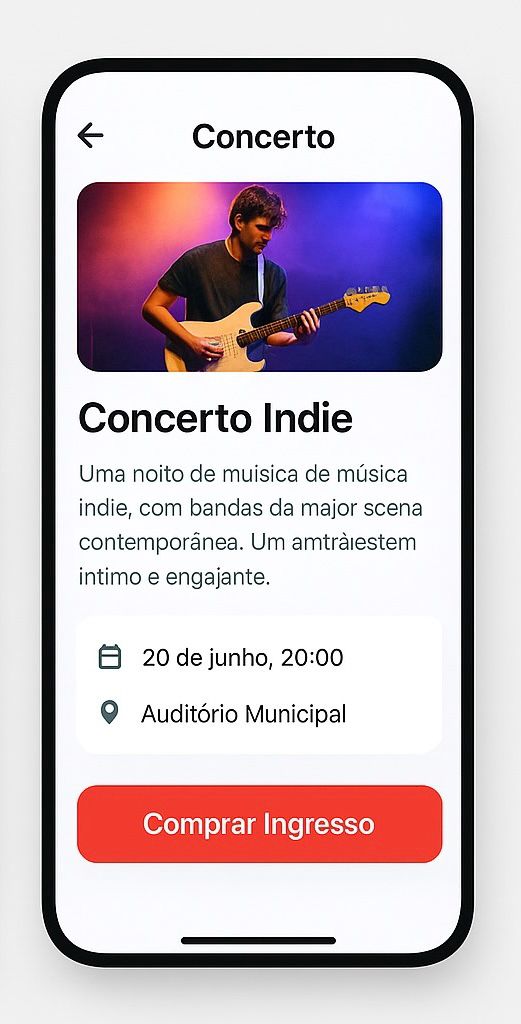 Concerto
Concerto Indie
Uma noito de muisica de música
indie, com bandas da major scena
contemporânea. Um amtràıestem
intimo e engajante.
20 de junho, 20:00
Auditório Municipal
Comprar Ingresso